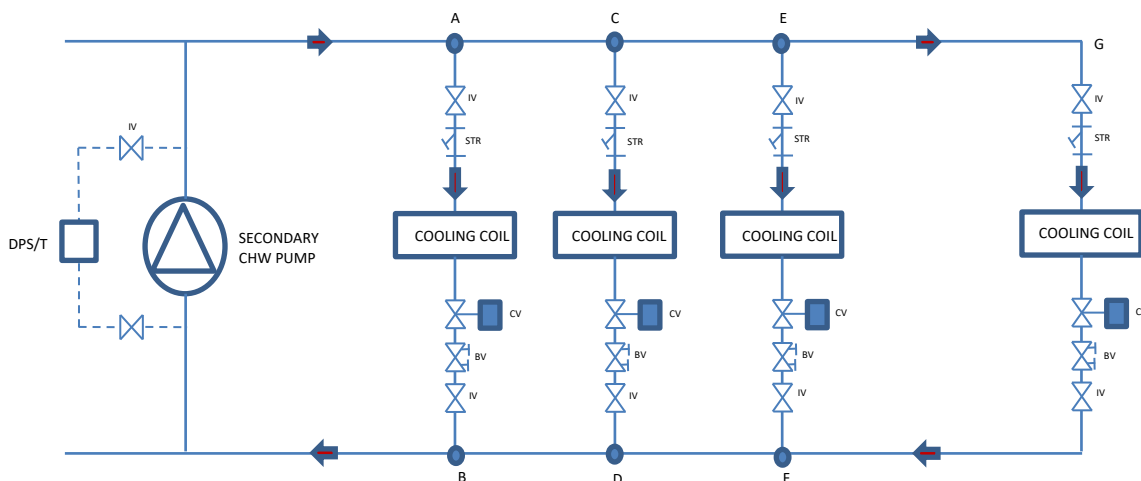 A
C
E
G
IV
IV
IV
IV
IV
STR
STR
STR
STR
DPS/T
SECONDARY
CHW PUMP
COOLING COIL
COOLING COIL
COOLING COIL
COOLING COIL
CV
CV
CV
C
BV
BV
BV
BV
IV
IV
IV
IV
B
D
F